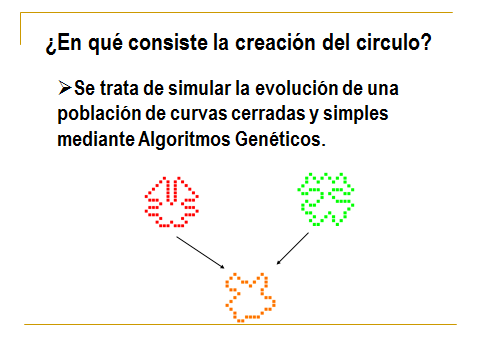 ¿En qué consiste la creación del circulo?
➢Se trata de simular la evolución de una
población de curvas cerradas y simples
mediante Algoritmos Genéticos.